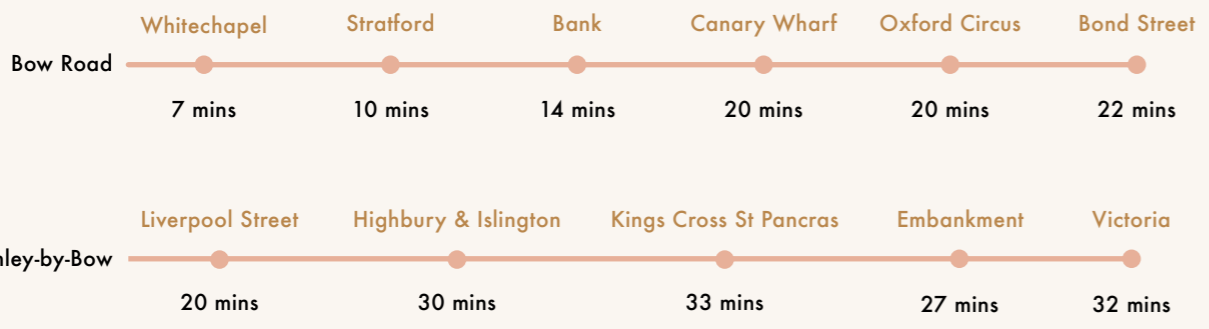 Whitechapel Stratford Bank Canary Wharf Oxford Circus Bond Street
Bow Road
7 mins 10 mins 14 mins 20 mins 20 mins 22 mins
Liverpool Street Highbury & Islington Kings Cross St Pancras Embankment Victoria
nley-by-Bow
20 mins 30 mins 33 mins 27 mins 32 mins